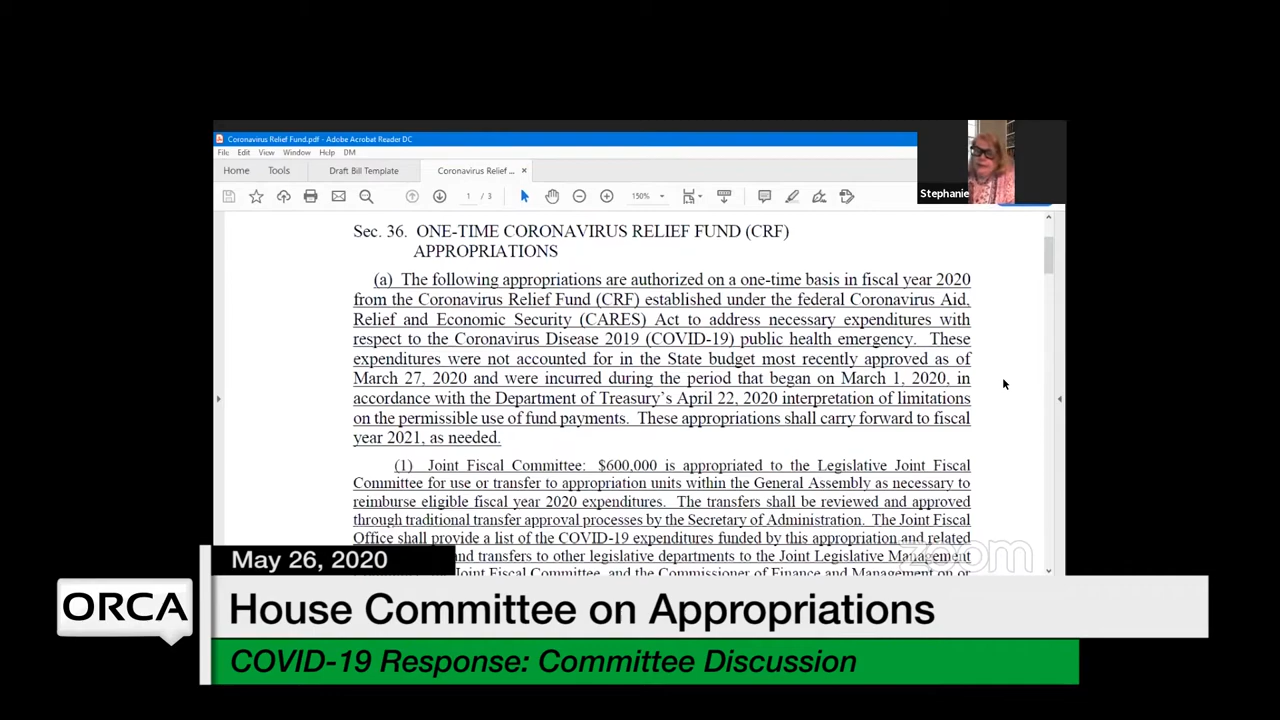 Coronavirus Relief Fund.pdf - Adobe Acrobat Reader DC
File Edit View Window Help DM
Home Tools Draft Bill Template Coronavirus Relief ... ×
1 / 3 150%
Stephanie
Sec. 36. ONE-TIME CORONAVIRUS RELIEF FUND (CRF)
APPROPRIATIONS
(a) The following appropriations are authorized on a one-time basis in fiscal year 2020
from the Coronavirus Relief Fund (CRF) established under the federal Coronavirus Aid,
Relief and Economic Security (CARES) Act to address necessary expenditures with
respect to the Coronavirus Disease 2019 (COVID-19) public health emergency. These
expenditures were not accounted for in the State budget most recently approved as of
March 27, 2020 and were incurred during the period that began on March 1, 2020, in
accordance with the Department of Treasury's April 22, 2020 interpretation of limitations
on the permissible use of fund payments. These appropriations shall carry forward to fiscal
year 2021, as needed.
(1) Joint Fiscal Committee: $600,000 is appropriated to the Legislative Joint Fiscal
Committee for use or transfer to appropriation units within the General Assembly as necessary to
reimburse eligible fiscal year 2020 expenditures. The transfers shall be reviewed and approved
through traditional transfer approval processes by the Secretary of Administration. The Joint Fiscal
Office shall provide a list of the COVID-19 expenditures funded by this appropriation and related
and transfers to other legislative departments to the Joint Legislative Management
Joint Fiscal Committee, and the Commissioner of Finance and Management on or
zoom
May 26, 2020
ORCA
House Committee on Appropriations
COVID-19 Response: Committee Discussion